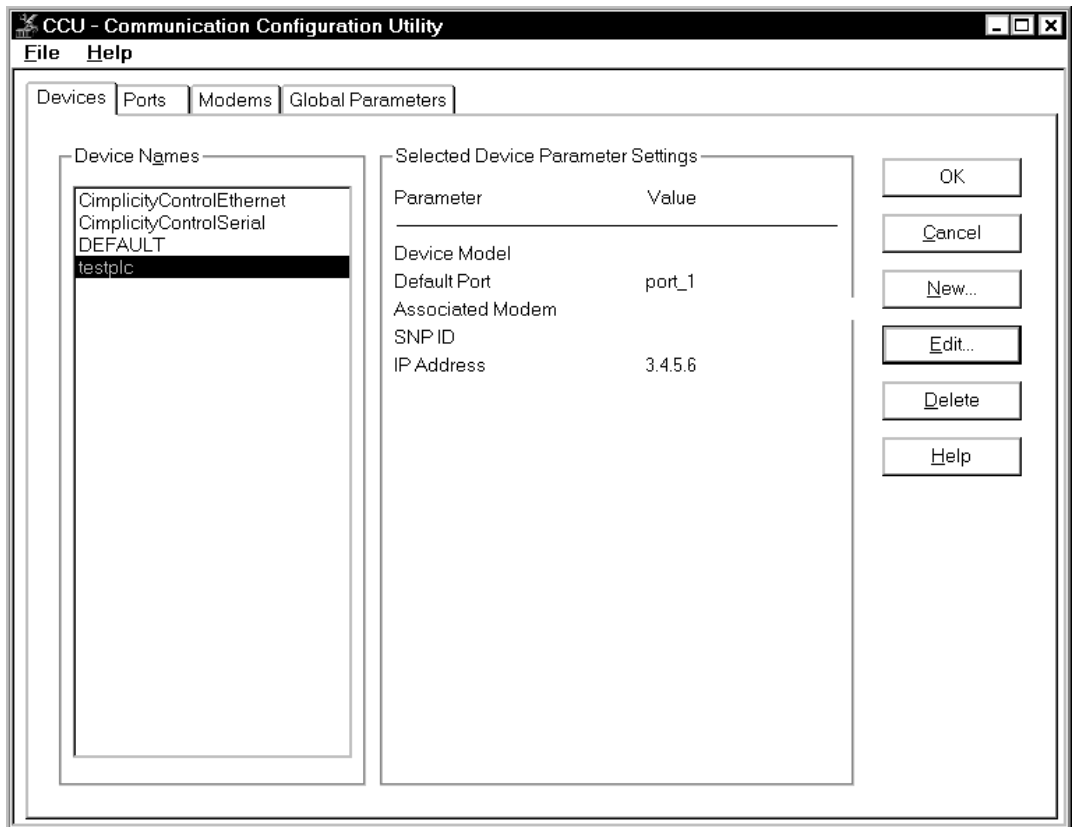 CCU - Communication Configuration Utility
File Help
Devices Ports Modems Global Parameters
Device Names
CimplicityControlEthernet
CimplicityControlSerial
DEFAULT
testplc
Selected Device Parameter Settings
Parameter Value
Device Model
Default Port port_1
Associated Modem
SNP ID
IP Address 3.4.5.6
OK
Cancel
New...
Edit...
Delete
Help